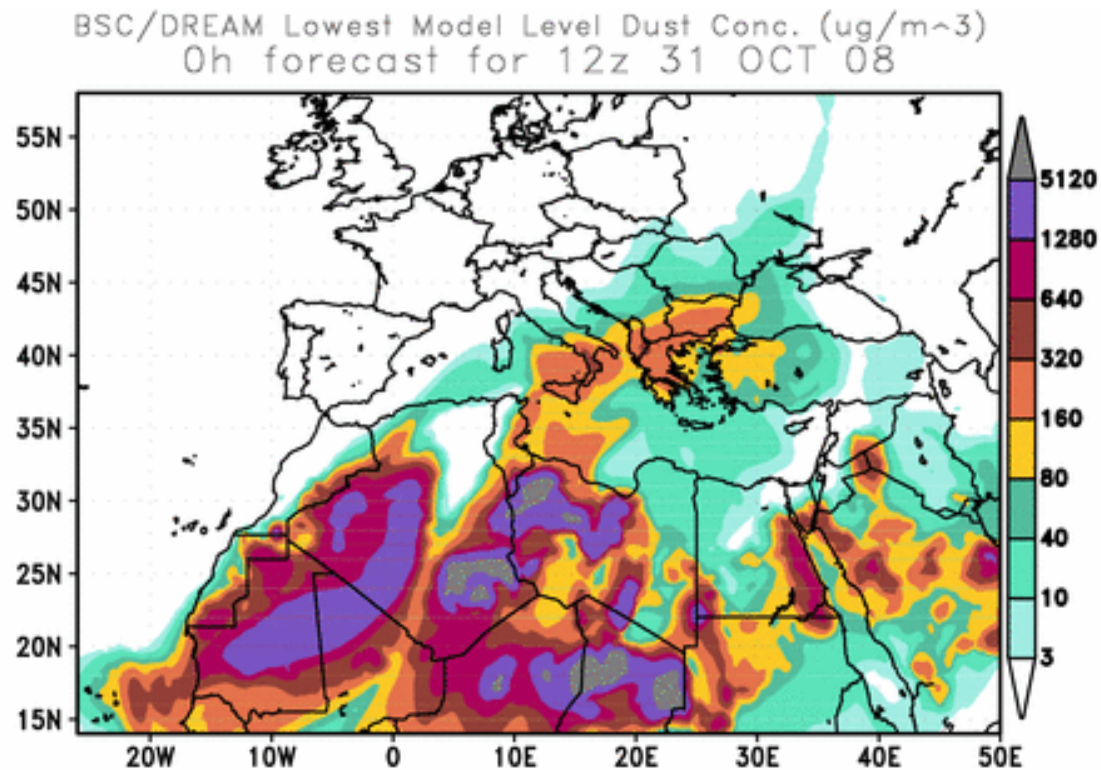 BSC/DREAM Lowest Model Level Dust Conc. (ug/m^3)
0h forecast for 12z 31 OCT 08
55N
50N
45N
40N
35N
30N
25N
20N
15N
20W 10W 0 10E 20E 30E 40E 50E
5120
1280
640
320
160
80
40
10
3